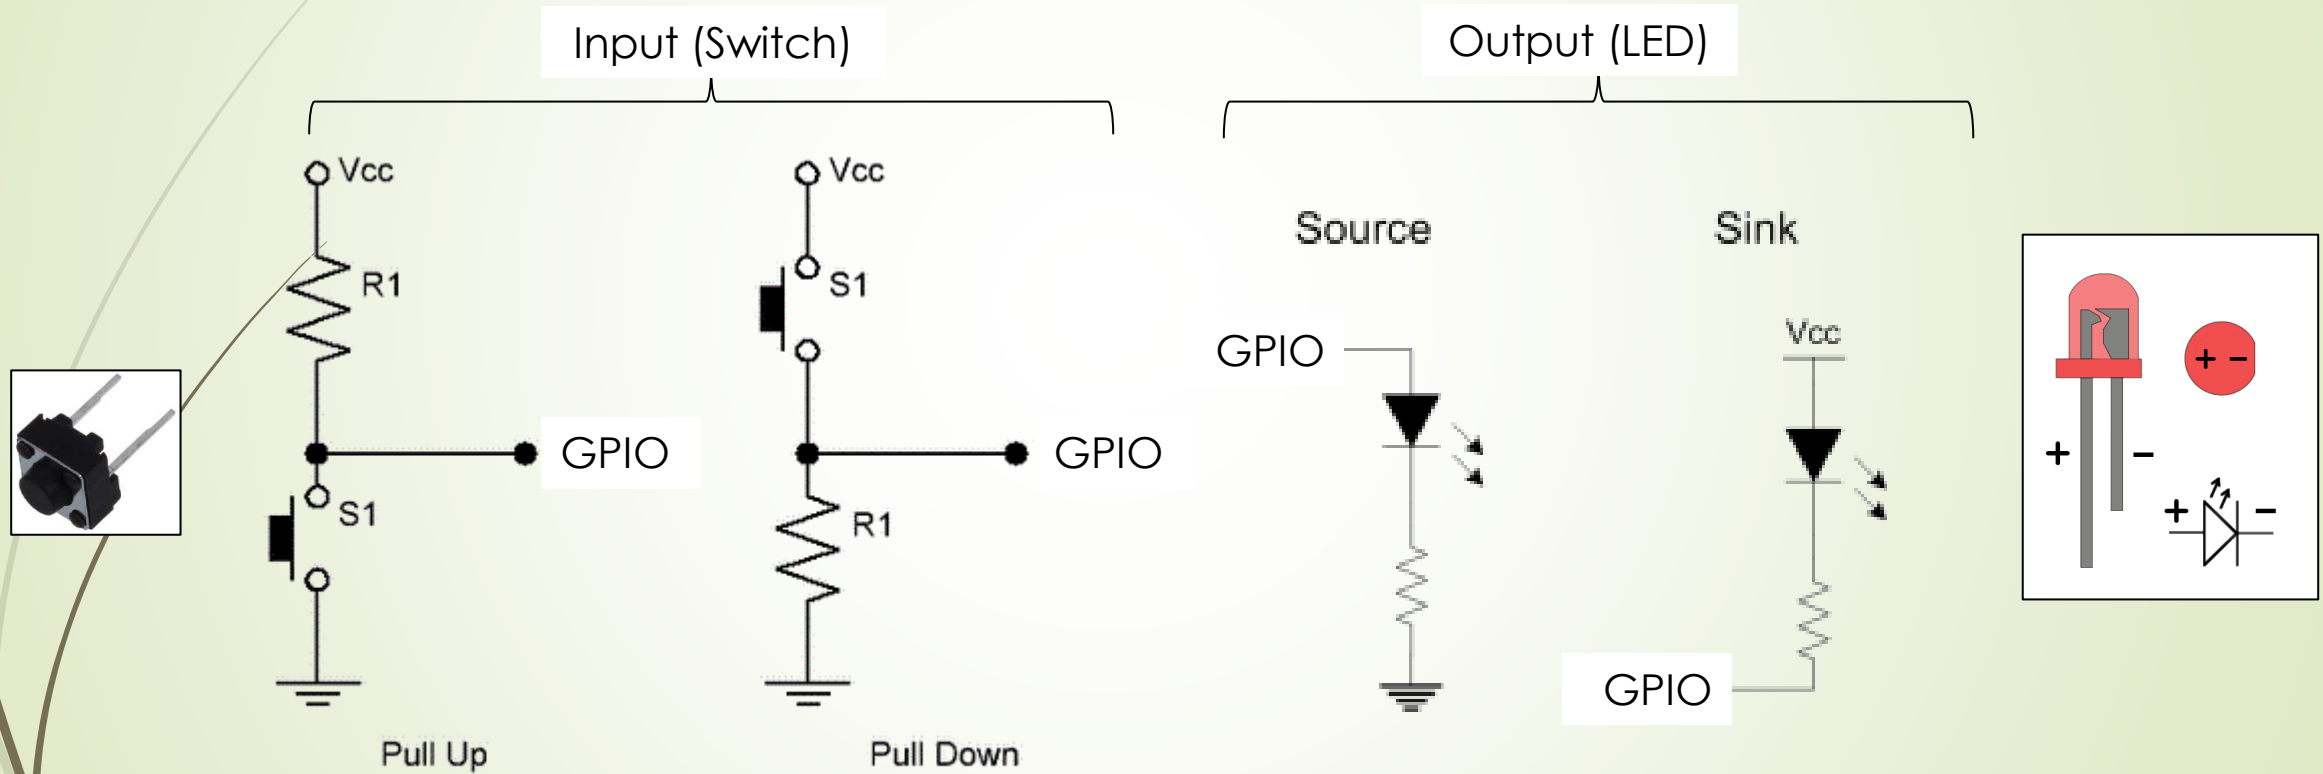 Input (Switch)
Output (LED)
Vcc
R1
GPIO
S1
Pull Up
Vcc
S1
GPIO
R1
Pull Down
Source
GPIO
Sink
Vcc
GPIO
+ −
+ −
+ −